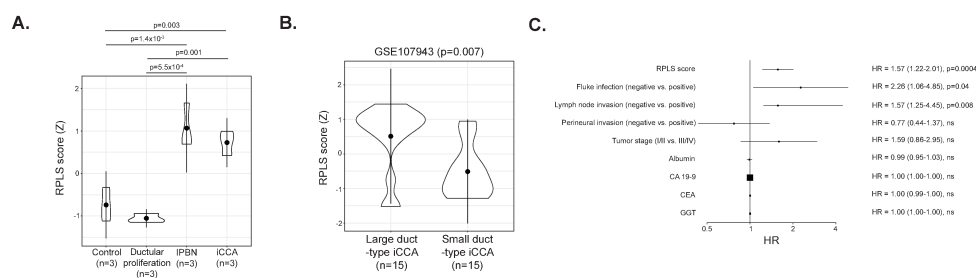 A.
p=0.003
p=1.4x10⁻³
p=0.001
p=5.5x10⁻⁴
RPLS score (Z)
2
1
0
-1
Control
(n=3)
Ductular
proliferation
(n=3)
IPBN
(n=3)
iCCA
(n=3)
B.
GSE107943 (p=0.007)
RPLS score (Z)
2
1
0
-1
-2
Large duct
-type iCCA
(n=15)
Small duct
-type iCCA
(n=15)
C.
RPLS score HR = 1.57 (1.22-2.01), p=0.0004
Fluke infection (negative vs. positive) HR = 2.26 (1.06-4.85), p=0.04
Lymph node invasion (negative vs. positive) HR = 1.57 (1.25-4.45), p=0.008
Perineural invasion (negative vs. positive) HR = 0.77 (0.44-1.37), ns
Tumor stage (I/II vs. III/IV) HR = 1.59 (0.86-2.95), ns
Albumin HR = 0.99 (0.95-1.03), ns
CA 19-9 HR = 1.00 (1.00-1.00), ns
CEA HR = 1.00 (0.99-1.00), ns
GGT HR = 1.00 (1.00-1.00), ns
0.5 1 2 4
HR